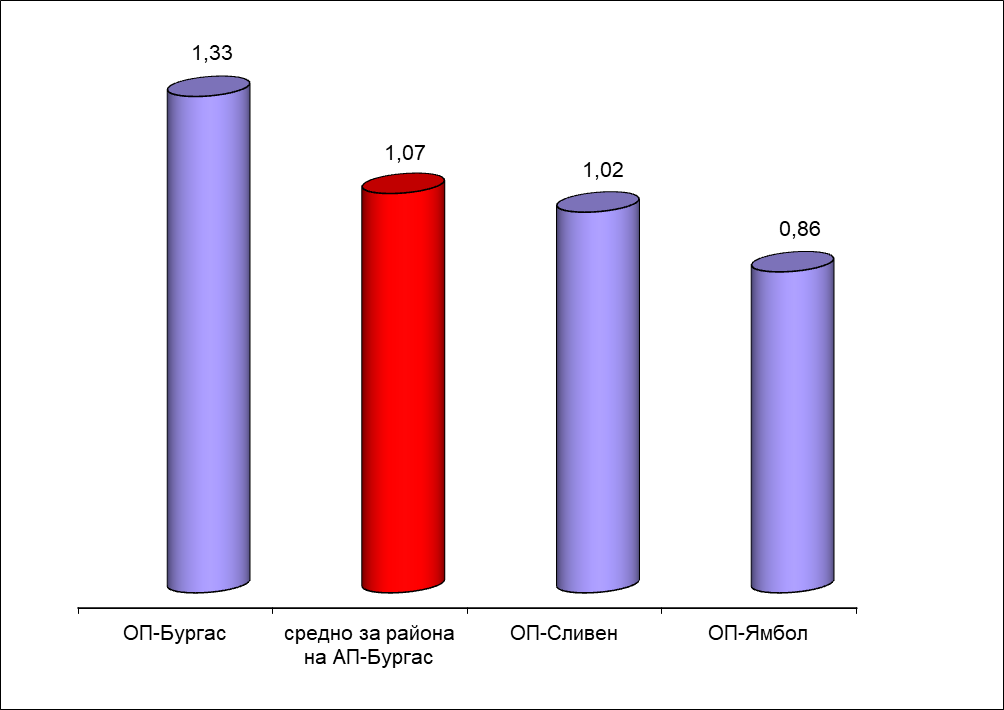 1,33
1,07
1,02
0,86
ОП-Бургас
средно за района
на АП-Бургас
ОП-Сливен
ОП-Ямбол